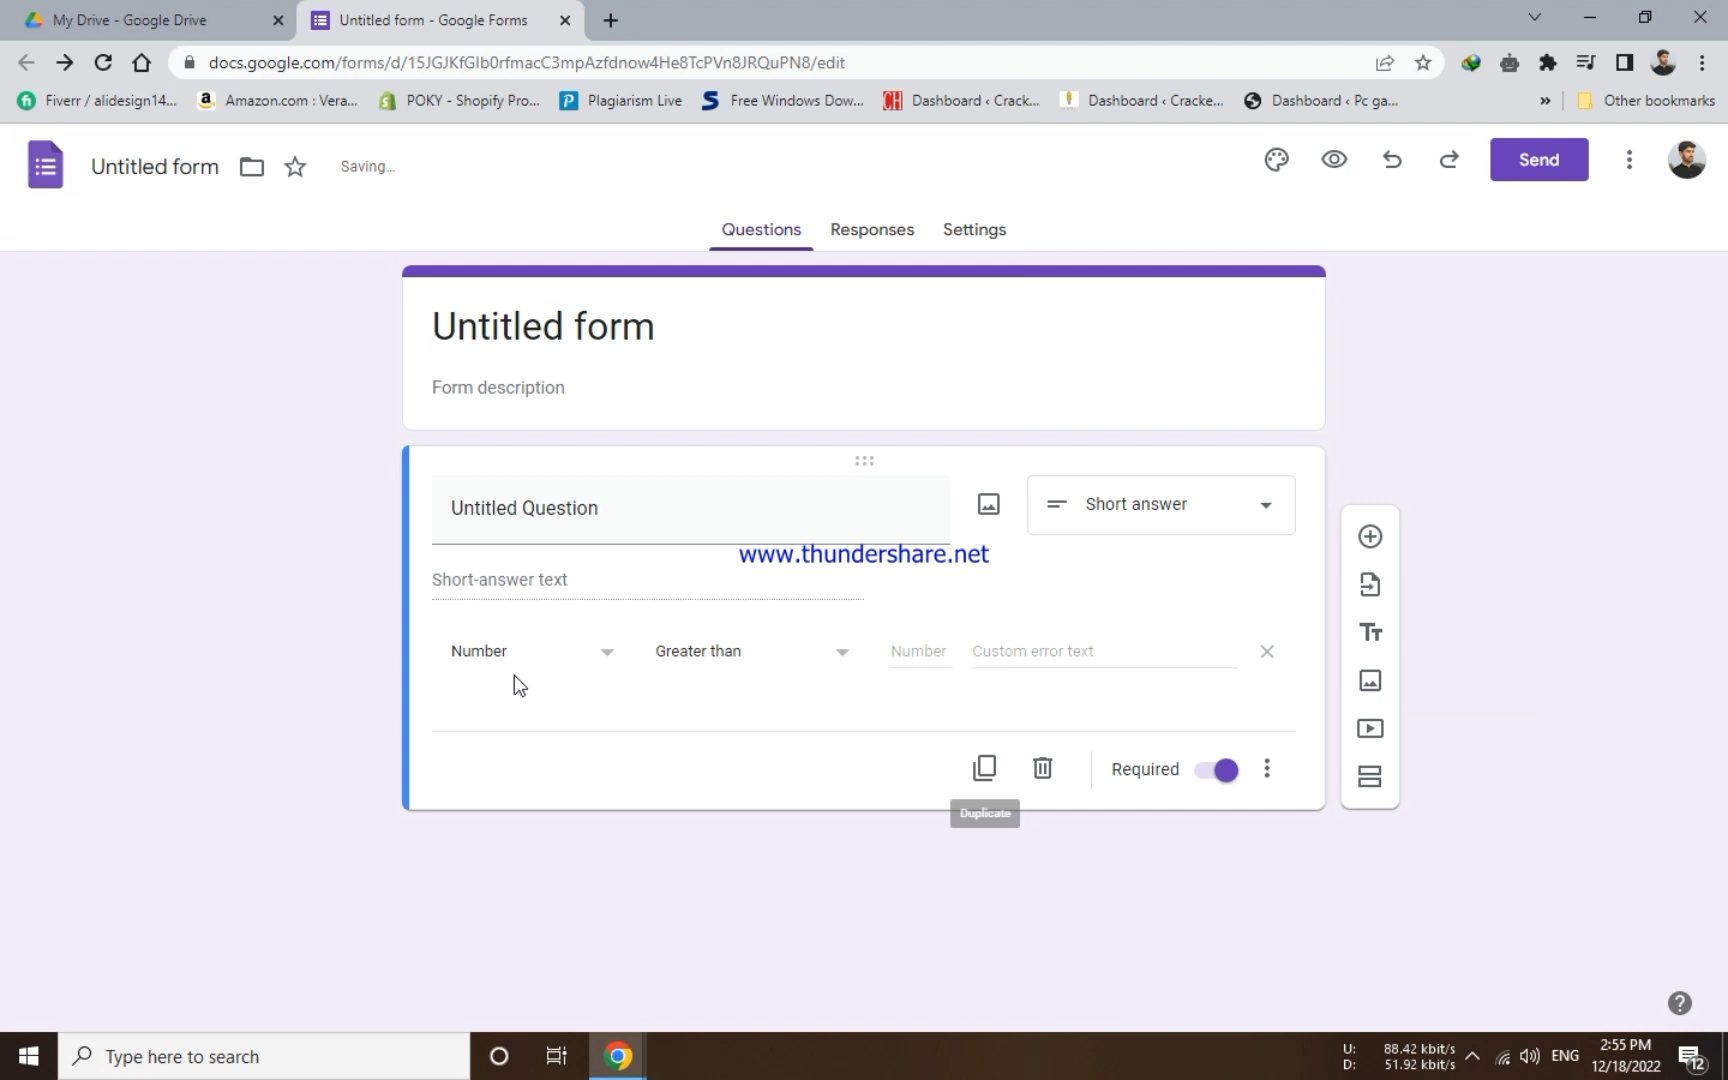 My Drive - Google Drive
Untitled form - Google Forms
docs.google.com/forms/d/15JGJKfGIb0rfmacC3mpAzfdnow4He8TcPVn8JRQuPN8/edit
Fiverr / alidesign14...
Amazon.com : Vera...
POKY - Shopify Pro...
Plagiarism Live
Free Windows Dow...
Dashboard ‹ Crack...
Dashboard ‹ Cracke...
Dashboard ‹ Pc ga...
»
Other bookmarks
Untitled form
Saving...
Send
Questions
Responses
Settings
Untitled form
Form description
Untitled Question
Short answer
www.thundershare.net
Short-answer text
Number
Greater than
Number
Custom error text
Required
Duplicate
Type here to search
U: 88.42 kbit/s
D: 51.92 kbit/s
ENG
2:55 PM
12/18/2022
12